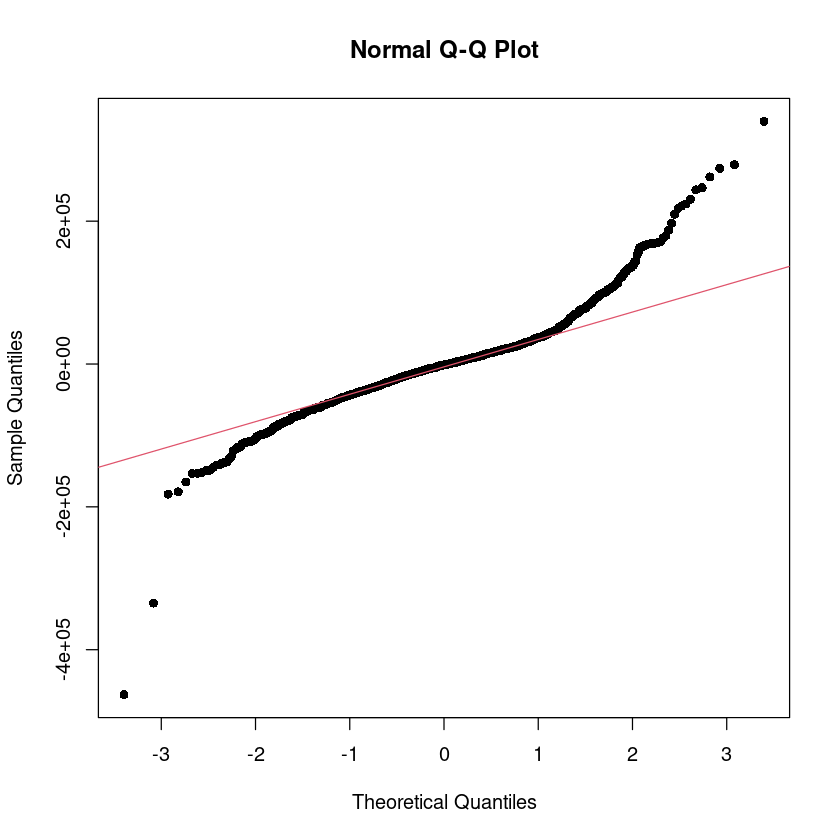 Normal Q-Q Plot
2e+05
0e+00
-2e+05
-4e+05
Sample Quantiles
-3 -2 -1 0 1 2 3
Theoretical Quantiles